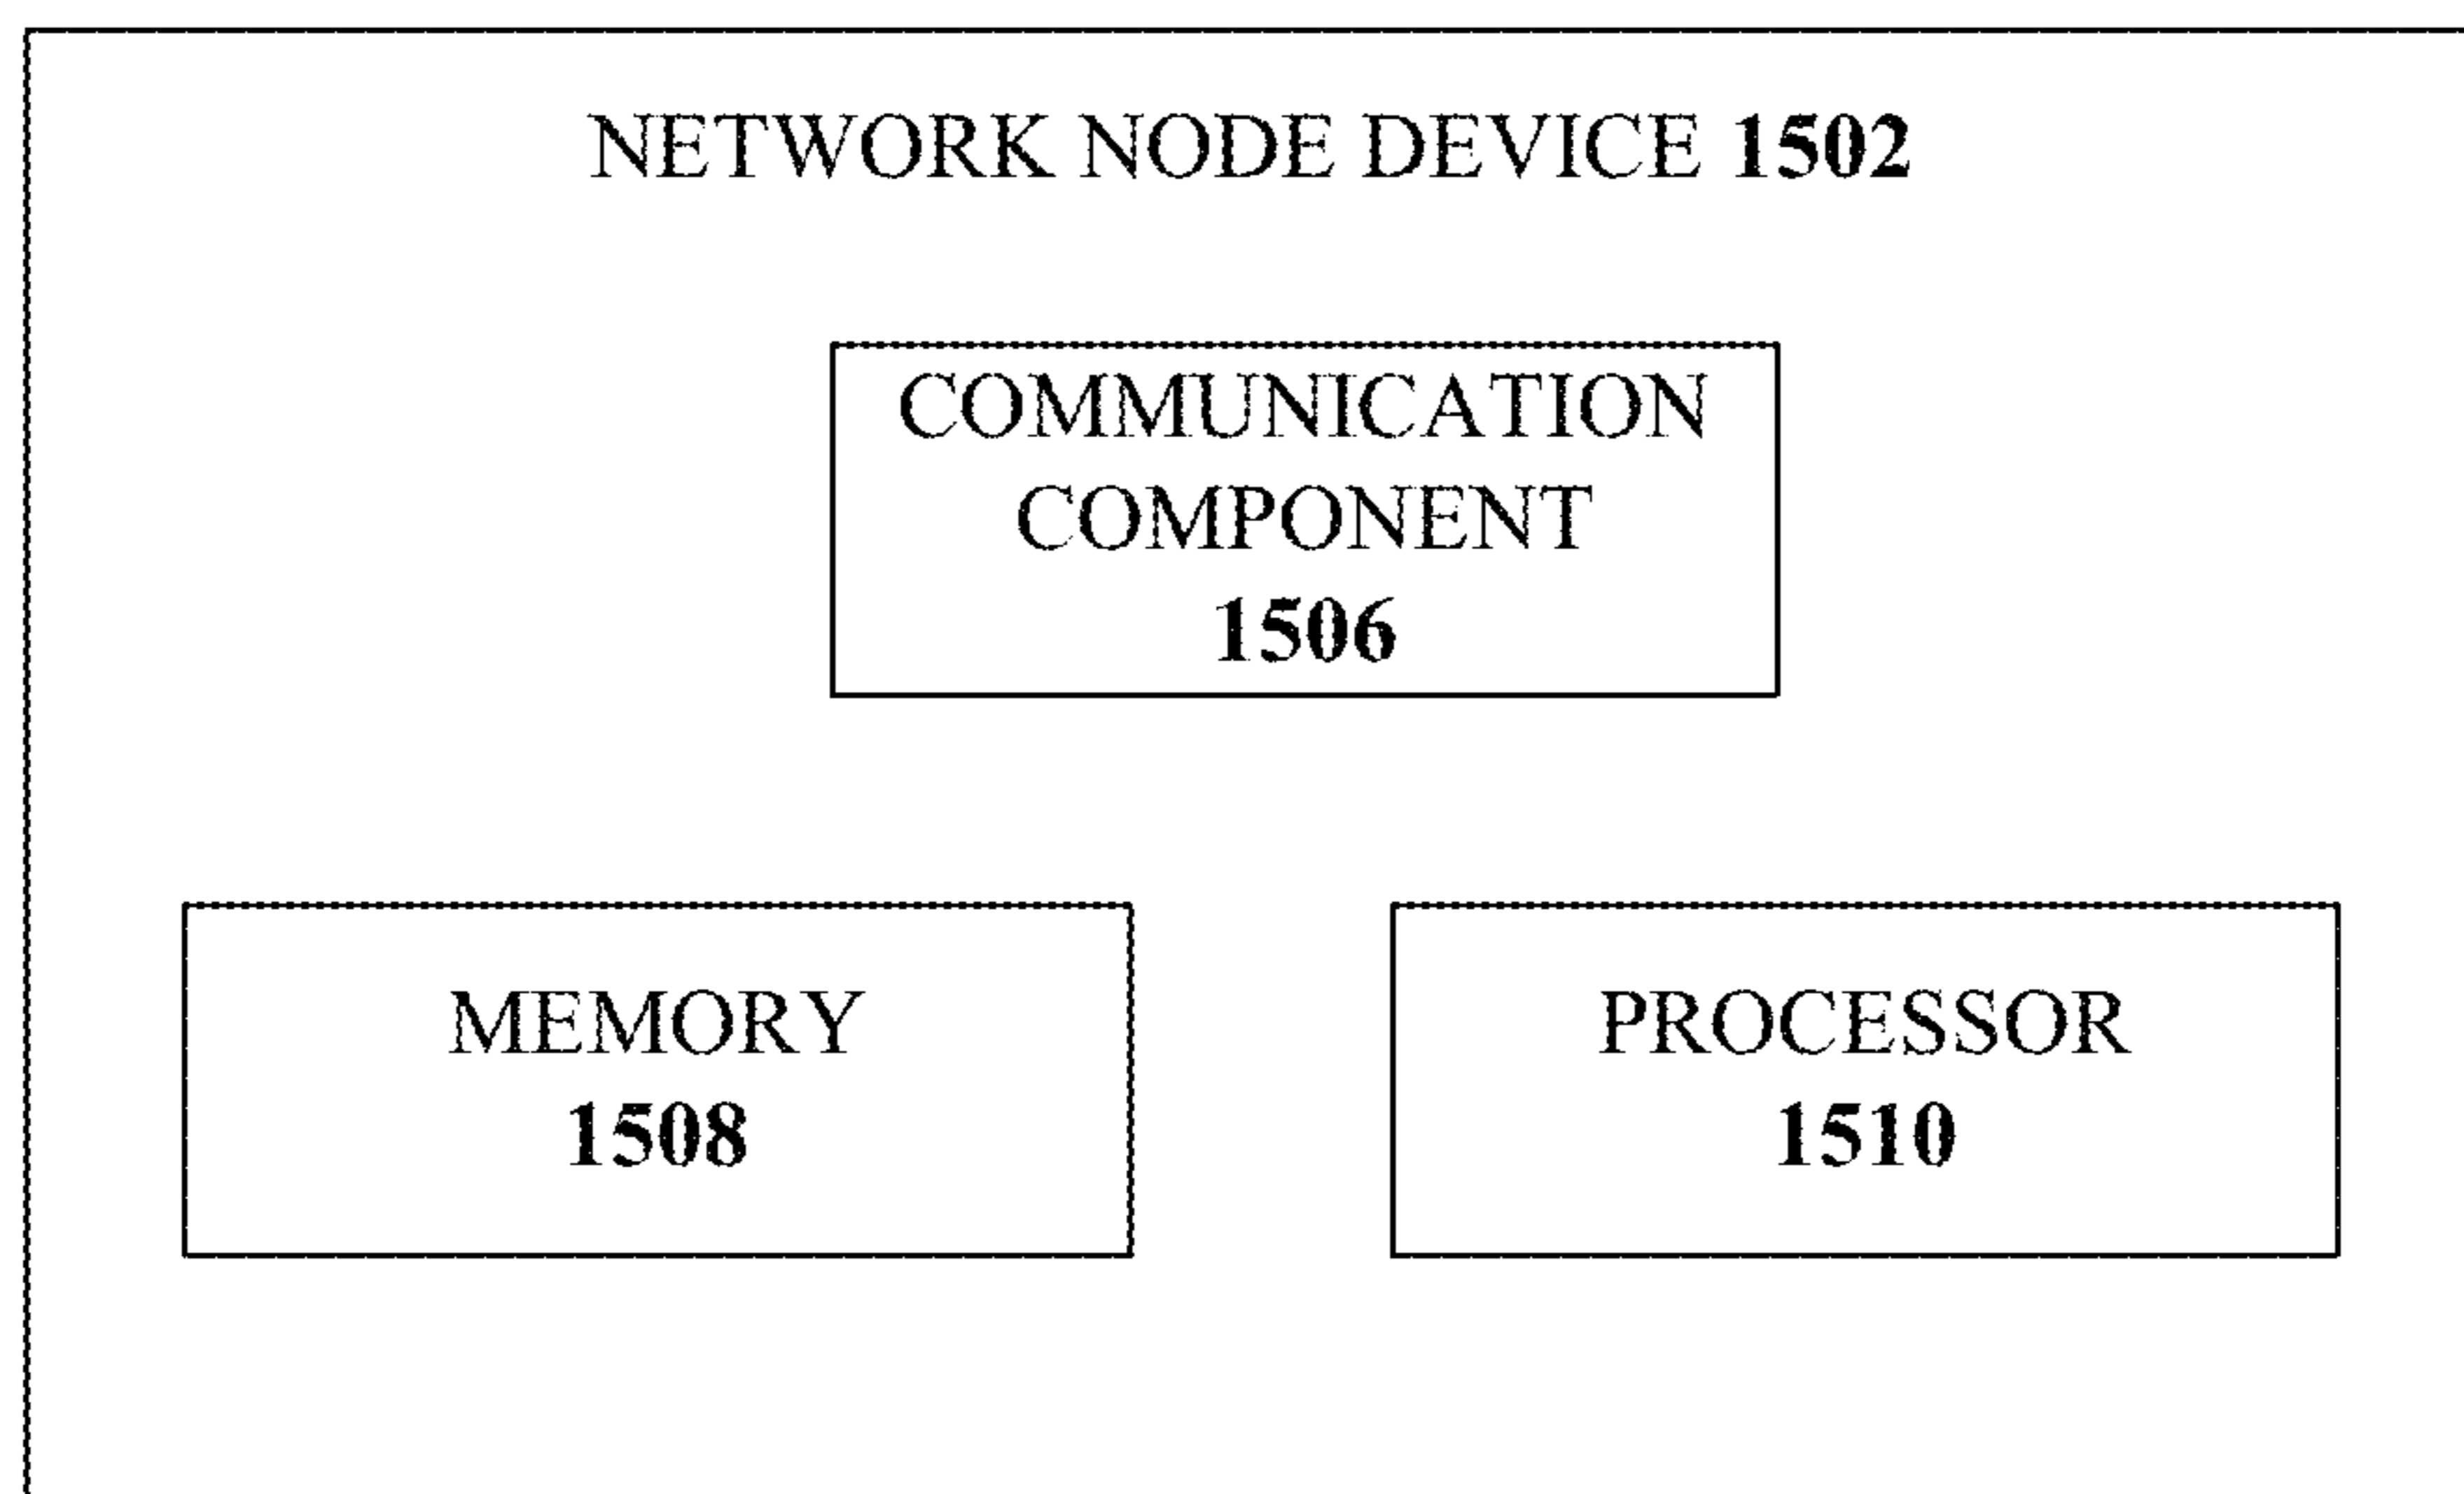 NETWORK NODE DEVICE 1502
COMMUNICATION
COMPONENT
1506
MEMORY
1508
PROCESSOR
1510